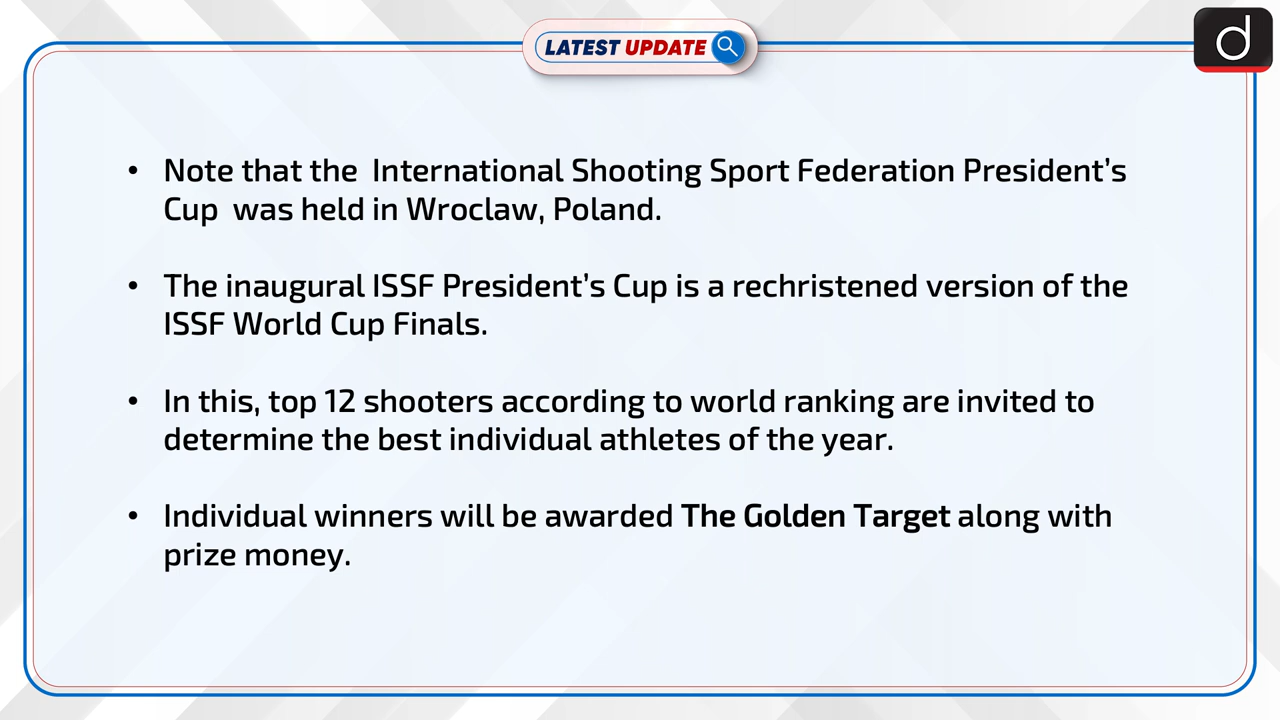 LATEST UPDATE
d
• Note that the  International Shooting Sport Federation President’s
Cup  was held in Wroclaw, Poland.
• The inaugural ISSF President’s Cup is a rechristened version of the
ISSF World Cup Finals.
• In this, top 12 shooters according to world ranking are invited to
determine the best individual athletes of the year.
• Individual winners will be awarded The Golden Target along with
prize money.